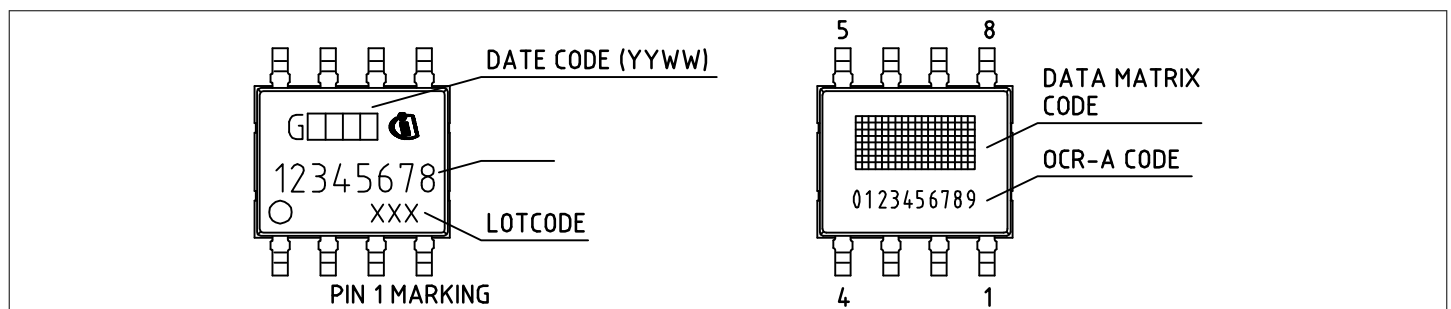 DATE CODE (YYWW)
G
12345678
XXX
LOTCODE
PIN 1 MARKING
5 8
DATA MATRIX
CODE
OCR-A CODE
0123456789
4 1